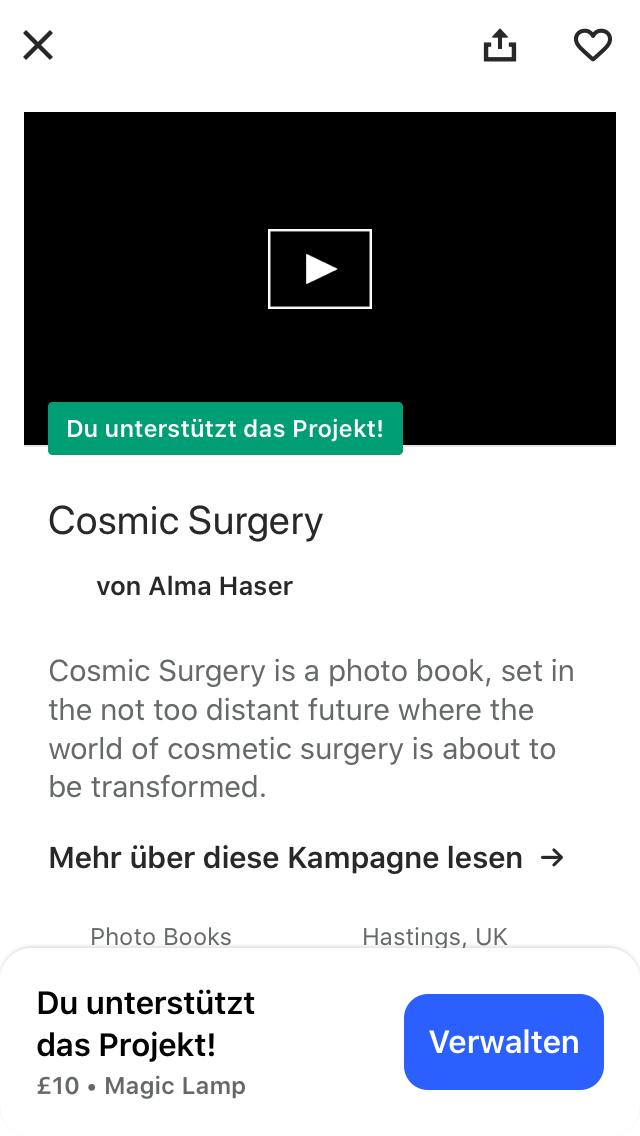 Du unterstützt das Projekt!
Cosmic Surgery
von Alma Haser
Cosmic Surgery is a photo book, set in
the not too distant future where the
world of cosmetic surgery is about to
be transformed.
Mehr über diese Kampagne lesen →
Photo Books
Hastings, UK
Du unterstützt
das Projekt!
£10 • Magic Lamp
Verwalten